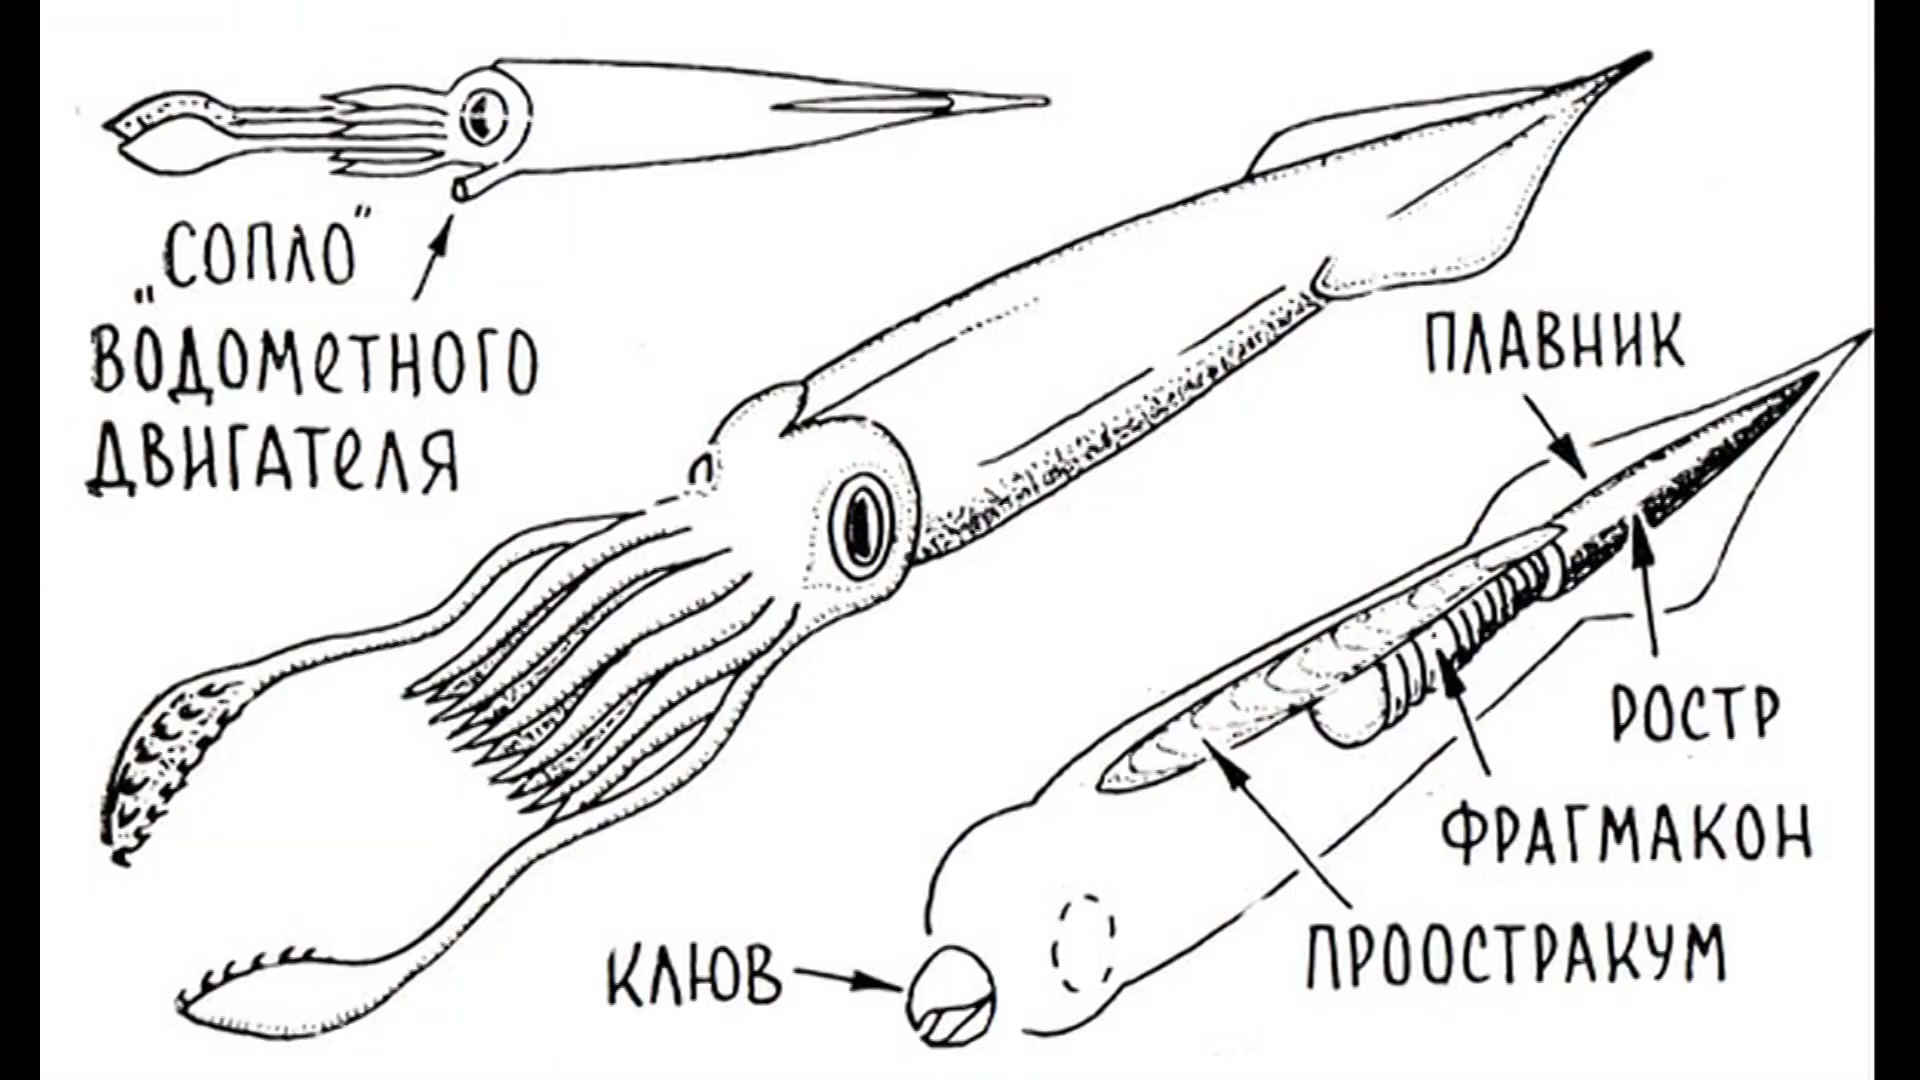 "СОПЛО"
ВОДОМЕТНОГО
ДВИГАТЕЛЯ
ПЛАВНИК
РОСТР
ФРАГМАКОН
ПРООСТРАКУМ
КЛЮВ